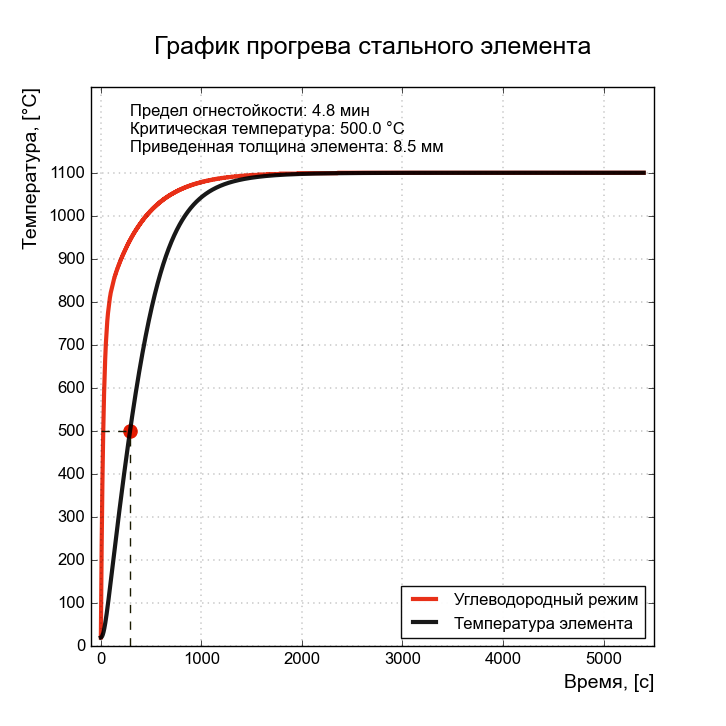 График прогрева стального элемента
Температура, [°C]
Предел огнестойкости: 4.8 мин
Критическая температура: 500.0 °C
Приведенная толщина элемента: 8.5 мм
1100
1000
900
800
700
600
500
400
300
200
100
0
Углеводородный режим
Температура элемента
0 1000 2000 3000 4000 5000
Время, [с]